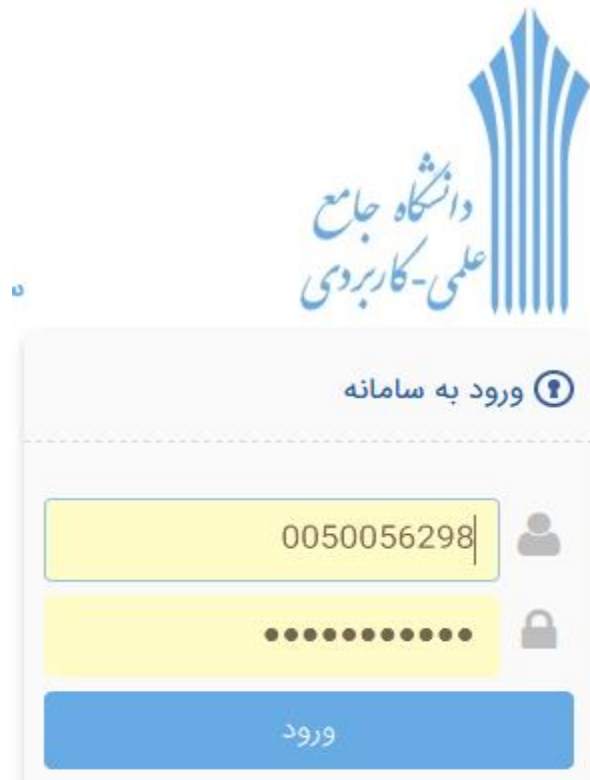 دانشگاه جامع
علمی-کاربردی
ورود به سامانه
0050056298
ورود